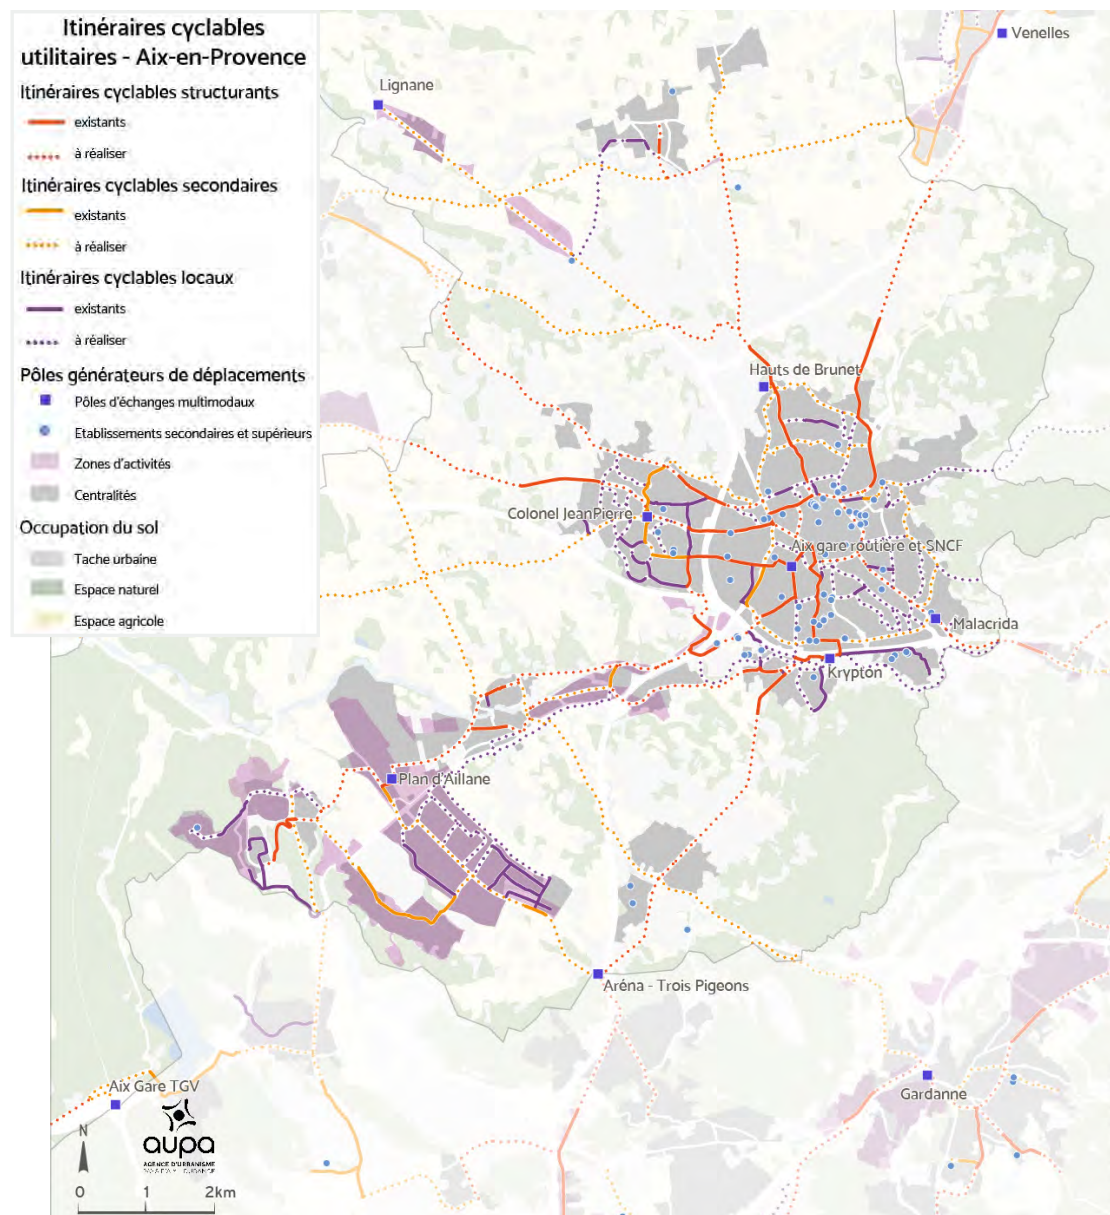 Itinéraires cyclables
utilitaires - Aix-en-Provence
Itinéraires cyclables structurants
existants
à réaliser
Itinéraires cyclables secondaires
existants
à réaliser
Itinéraires cyclables locaux
existants
à réaliser
Pôles générateurs de déplacements
Pôles d'échanges multimodaux
Etablissements secondaires et supérieurs
Zones d'activités
Centralités
Occupation du sol
Tache urbaine
Espace naturel
Espace agricole
Venelles
Lignane
Hauts de Brunet
Colonel JeanPierre
Aix gare routière et SNCF
Malacrida
Krypton
Plan d'Aillane
Aréna - Trois Pigeons
Aix Gare TGV
Gardanne
aupa
AGENCE D'URBANISME
N
0 1 2km